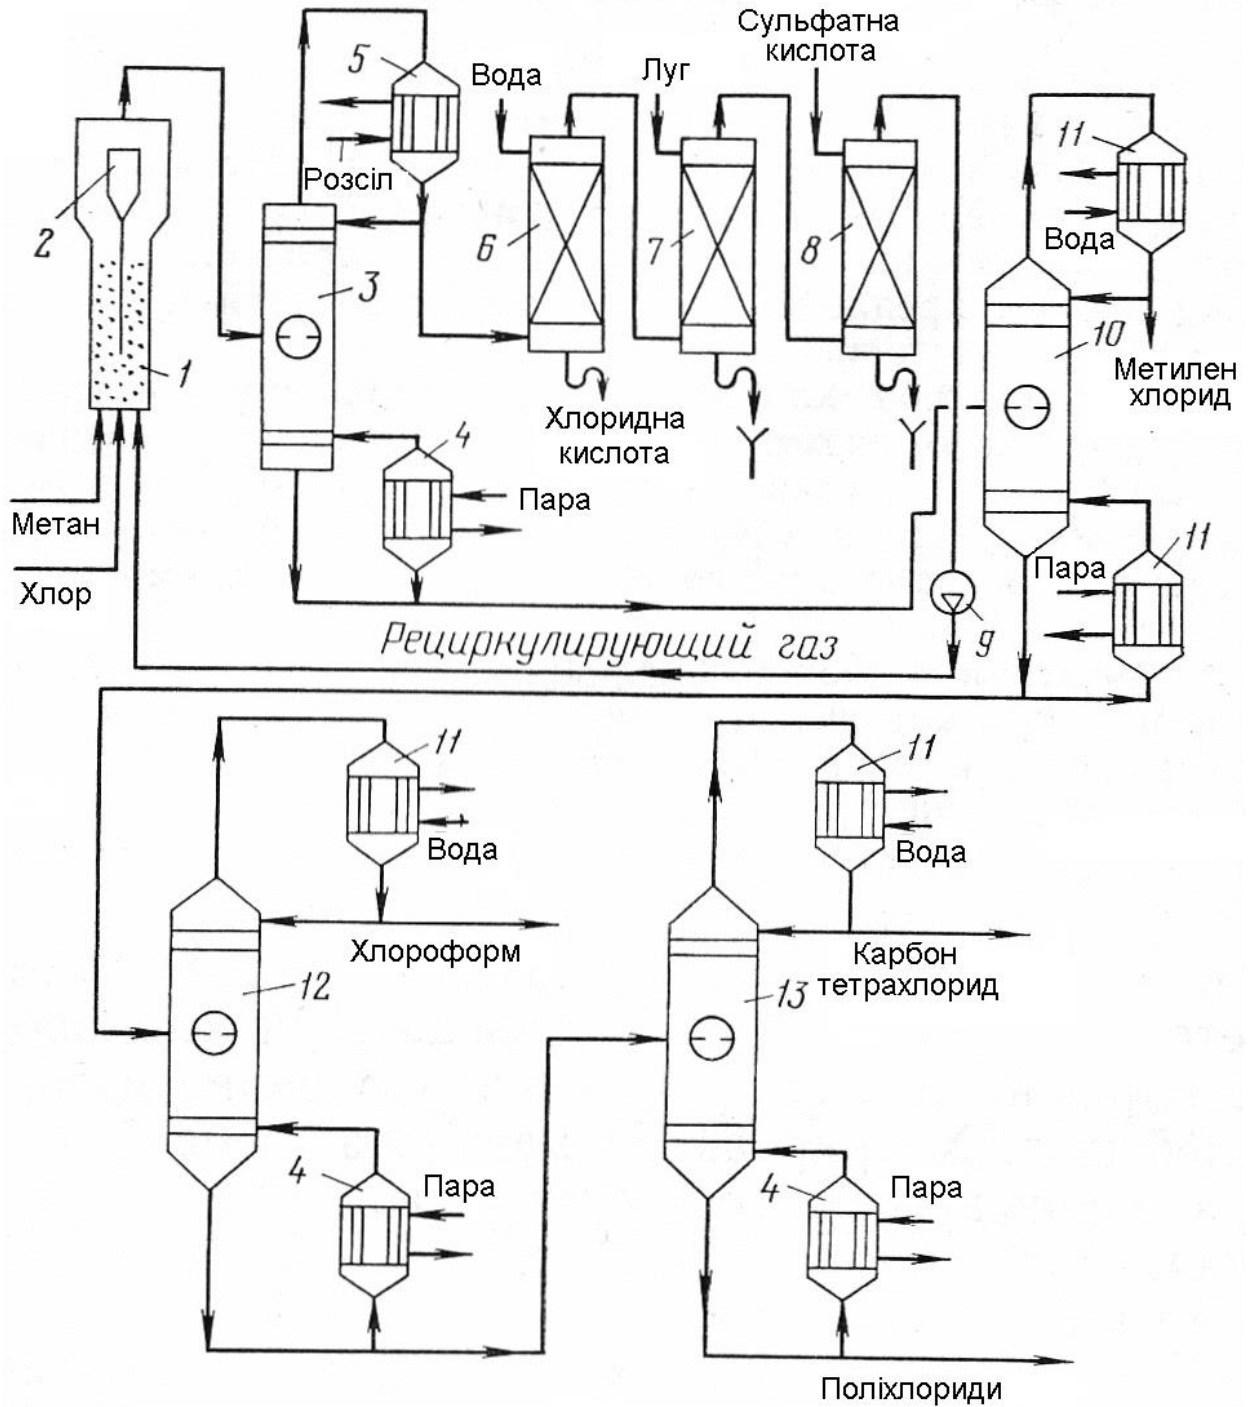 Сульфатна
кислота
5
Вода
Луг
11
2
Розсіл
6
7
8
Вода
3
10
1
Метилен
хлорид
Хлоридна
кислота
4
Пара
Метан
11
Пара
Хлор
Рециркулирующий газ
9
11
11
Вода
Вода
Хлороформ
Карбон
тетрахлорид
12
13
4
Пара
4
Пара
Поліхлориди